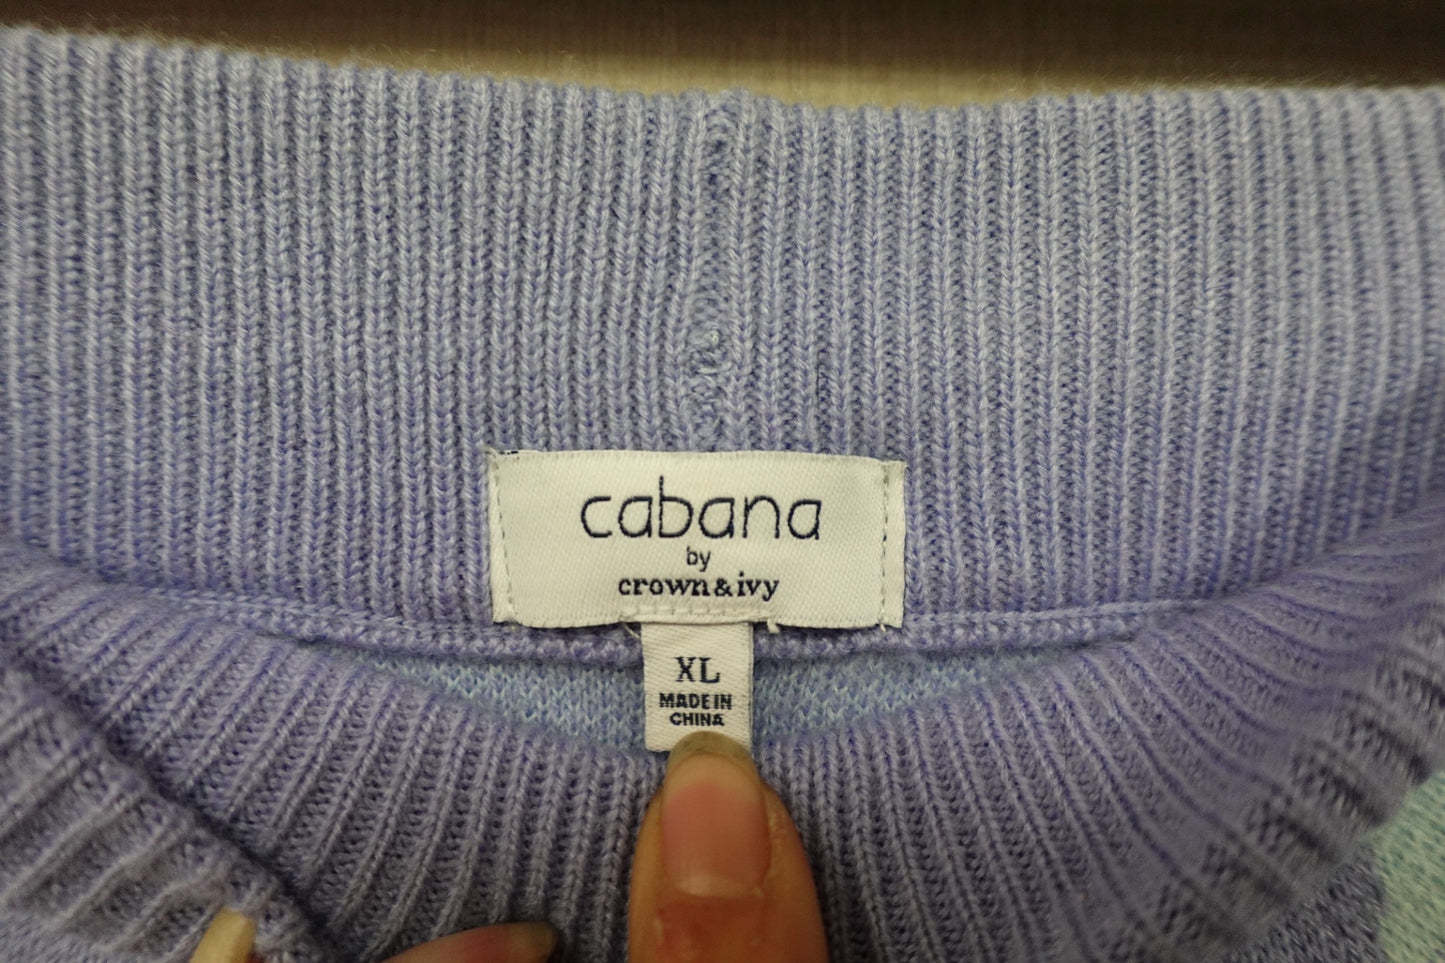 cabana
by
crown & ivy
XL
MADE IN
CHINA